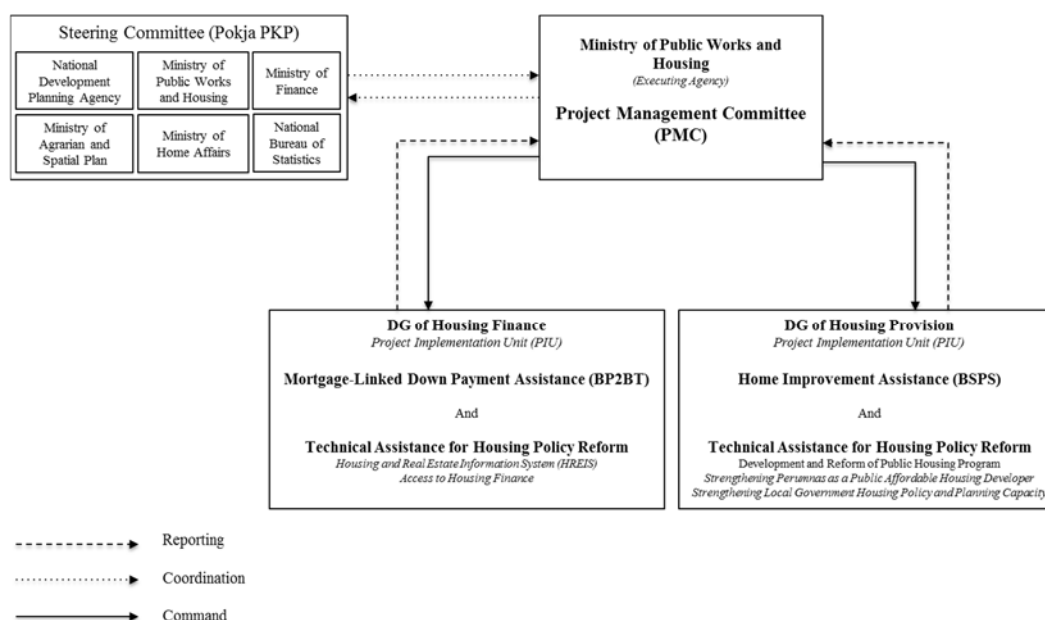 Steering Committee (Pokja PKP)
National
Development
Planning Agency
Ministry of
Public Works
and Housing
Ministry of
Finance
Ministry of
Agrarian and
Spatial Plan
Ministry of
Home Affairs
National
Bureau of
Statistics
Ministry of Public Works and
Housing
(Executing Agency)
Project Management Committee
(PMC)
DG of Housing Finance
Project Implementation Unit (PIU)
Mortgage-Linked Down Payment Assistance (BP2BT)
And
Technical Assistance for Housing Policy Reform
Housing and Real Estate Information System (HREIS)
Access to Housing Finance
DG of Housing Provision
Project Implementation Unit (PIU)
Home Improvement Assistance (BSPS)
And
Technical Assistance for Housing Policy Reform
Development and Reform of Public Housing Program
Strengthening Perumnas as a Public Affordable Housing Developer
Strengthening Local Government Housing Policy and Planning Capacity
Reporting
Coordination
Command